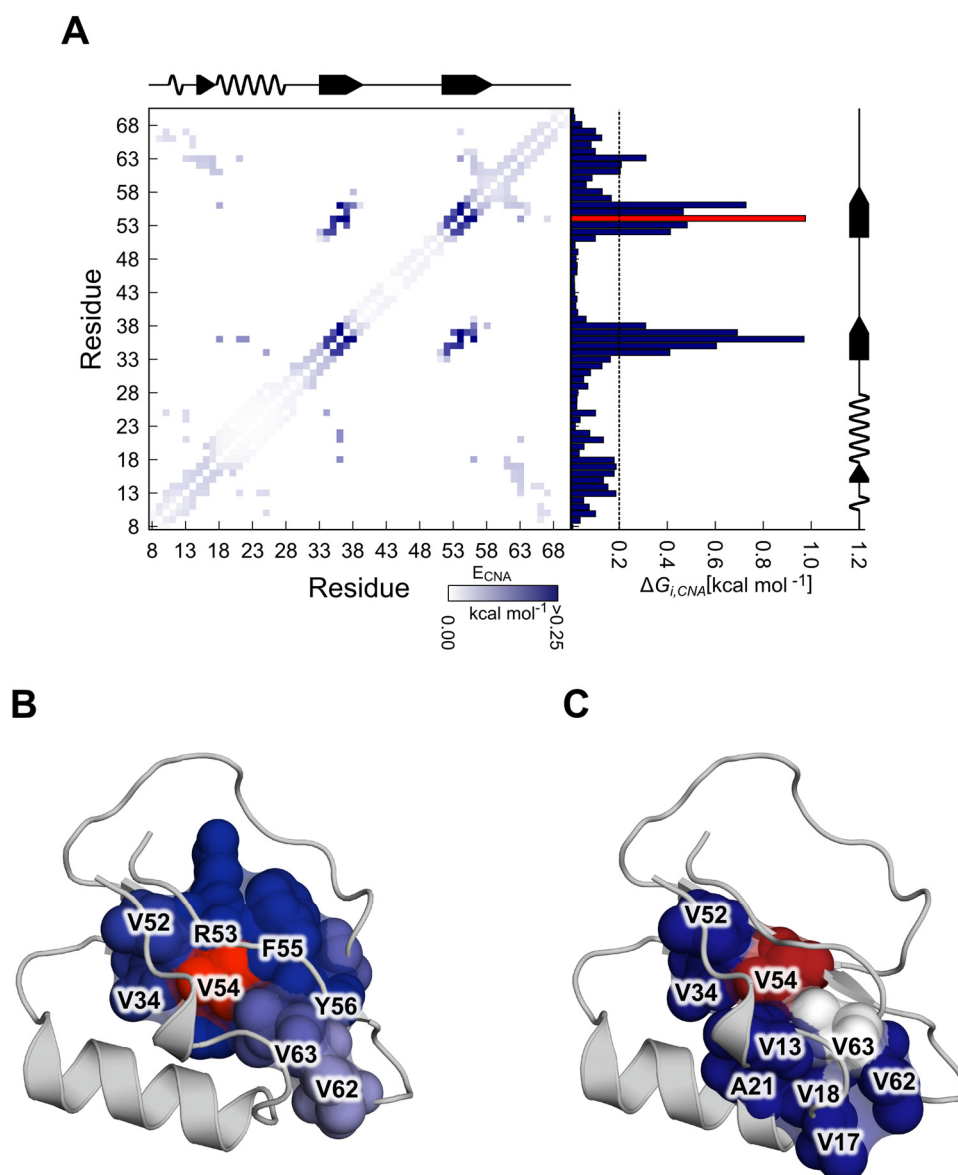 A
Residue
68
63
58
53
48
43
38
33
28
23
18
13
8
8 13 18 23 28 33 38 43 48 53 58 63 68
Residue
0.2 0.4 0.6 0.8 1.0 1.2
ΔG_i,CNA[kcal mol⁻¹]
E_CNA
kcal mol⁻¹
0.00 >0.25
B
V52
R53
F55
V34
V54
Y56
V63
V62
C
V52
V54
V34
V13
V63
A21
V18
V62
V17